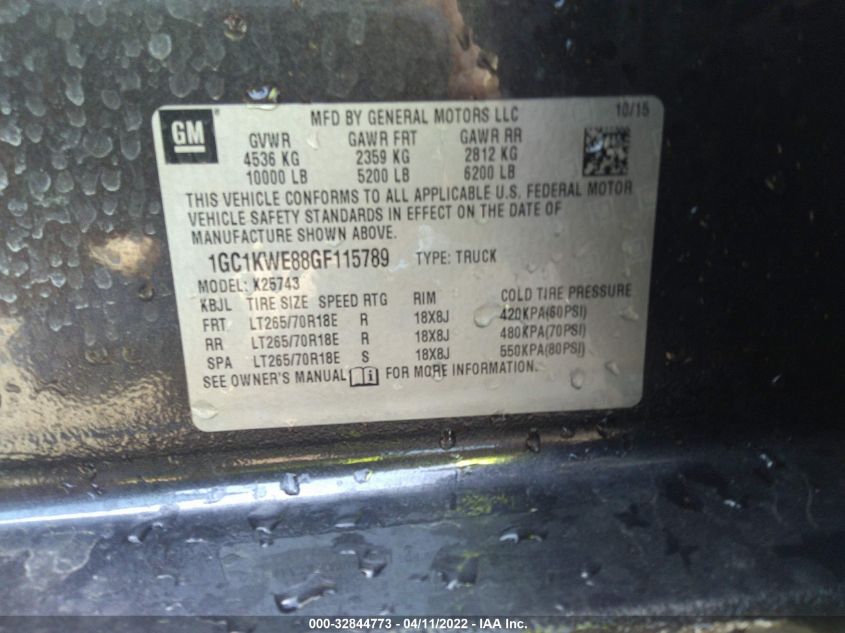 GM
MFD BY GENERAL MOTORS LLC 10/15
GVWR GAWR FRT GAWR RR
4536 KG 2359 KG 2812 KG
10000 LB 5200 LB 6200 LB
THIS VEHICLE CONFORMS TO ALL APPLICABLE U.S. FEDERAL MOTOR
VEHICLE SAFETY STANDARDS IN EFFECT ON THE DATE OF
MANUFACTURE SHOWN ABOVE.
1GC1KWE88GF115789 TYPE: TRUCK
MODEL: K25743
KBJL TIRE SIZE SPEED RTG RIM COLD TIRE PRESSURE
FRT LT265/70R18E R 18X8J 420KPA(60PSI)
RR LT265/70R18E R 18X8J 480KPA(70PSI)
SPA LT265/70R18E S 18X8J 550KPA(80PSI)
SEE OWNER'S MANUAL i FOR MORE INFORMATION.
000-32844773 - 04/11/2022 - IAA Inc.